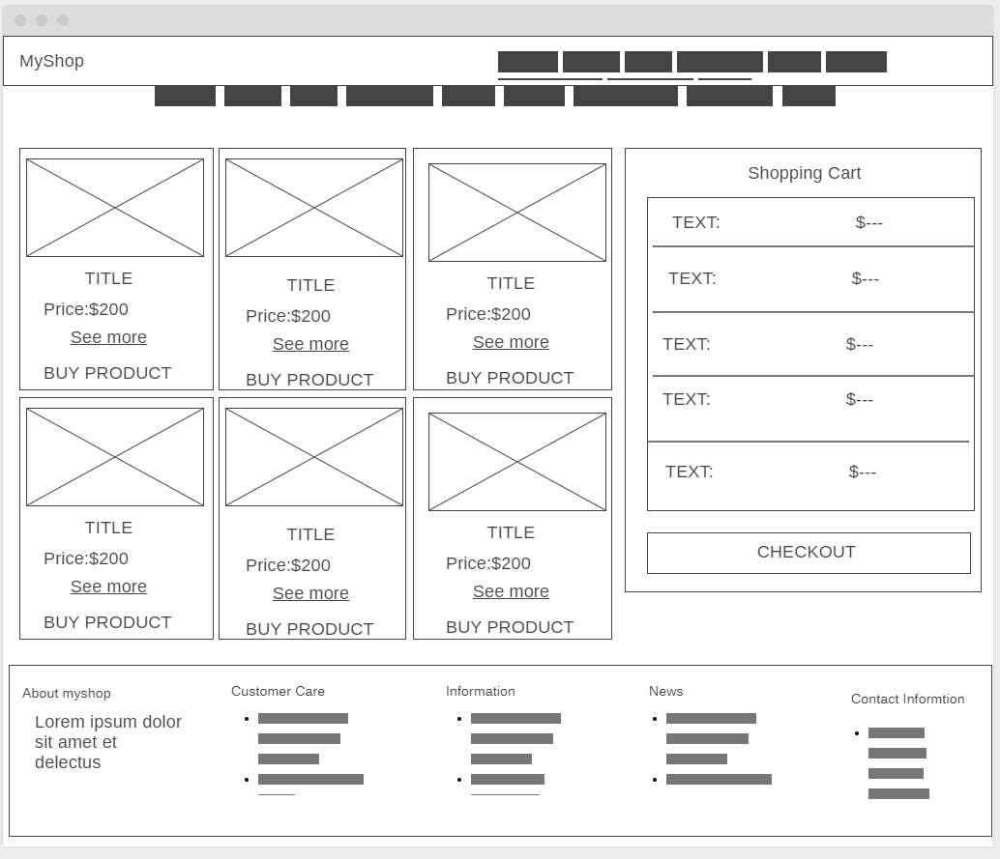 MyShop
TITLE
Price:$200
See more
BUY PRODUCT
TITLE
Price:$200
See more
BUY PRODUCT
TITLE
Price:$200
See more
BUY PRODUCT
TITLE
Price:$200
See more
BUY PRODUCT
TITLE
Price:$200
See more
BUY PRODUCT
TITLE
Price:$200
See more
BUY PRODUCT
Shopping Cart
TEXT: $---
TEXT: $---
TEXT: $---
TEXT: $---
TEXT: $---
CHECKOUT
About myshop
Lorem ipsum dolor
sit amet et
delectus
Customer Care
Information
News
Contact Informtion